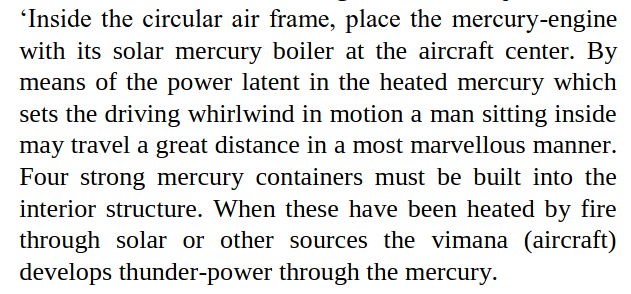 ‘Inside the circular air frame, place the mercury-engine
with its solar mercury boiler at the aircraft center. By
means of the power latent in the heated mercury which
sets the driving whirlwind in motion a man sitting inside
may travel a great distance in a most marvellous manner.
Four strong mercury containers must be built into the
interior structure. When these have been heated by fire
through solar or other sources the vimana (aircraft)
develops thunder-power through the mercury.